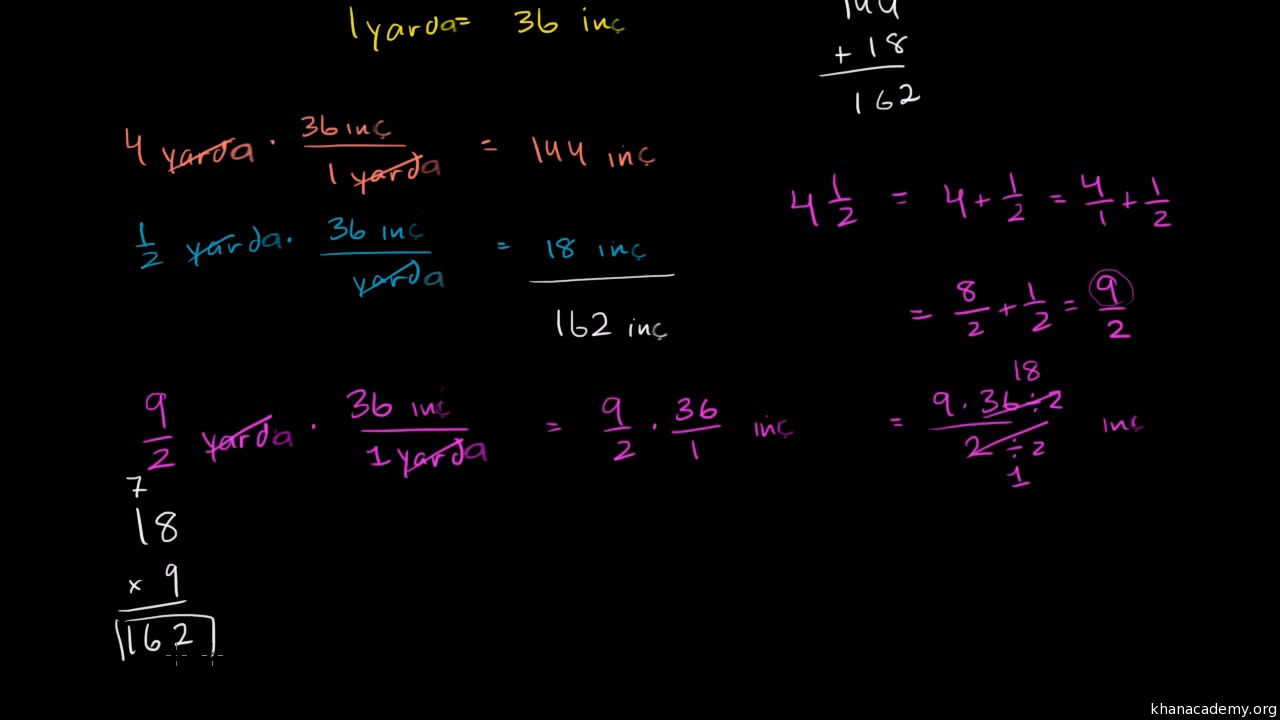 1 yarda = 36 inç
144
+ 18
162
4 yarda · 36 inç / 1 yarda = 144 inç
1/2 yarda · 36 inç / yarda = 18 inç
162 inç
4 1/2 = 4 + 1/2 = 4/1 + 1/2
= 8/2 + 1/2 = 9/2
9/2 yarda · 36 inç / 1 yarda = 9/2 · 36/1 inç = 9 · 36 ÷ 2 / 2 ÷ 2 inç
18
1
7
18
x 9
162
khanacademy.org